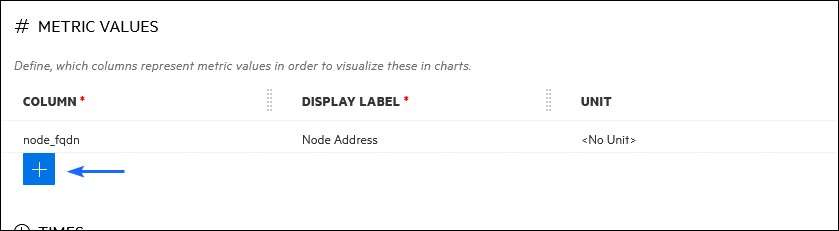 # METRIC VALUES
Define, which columns represent metric values in order to visualize these in charts.
COLUMN * DISPLAY LABEL * UNIT
node_fqdn Node Address <No Unit>
+
TIMES